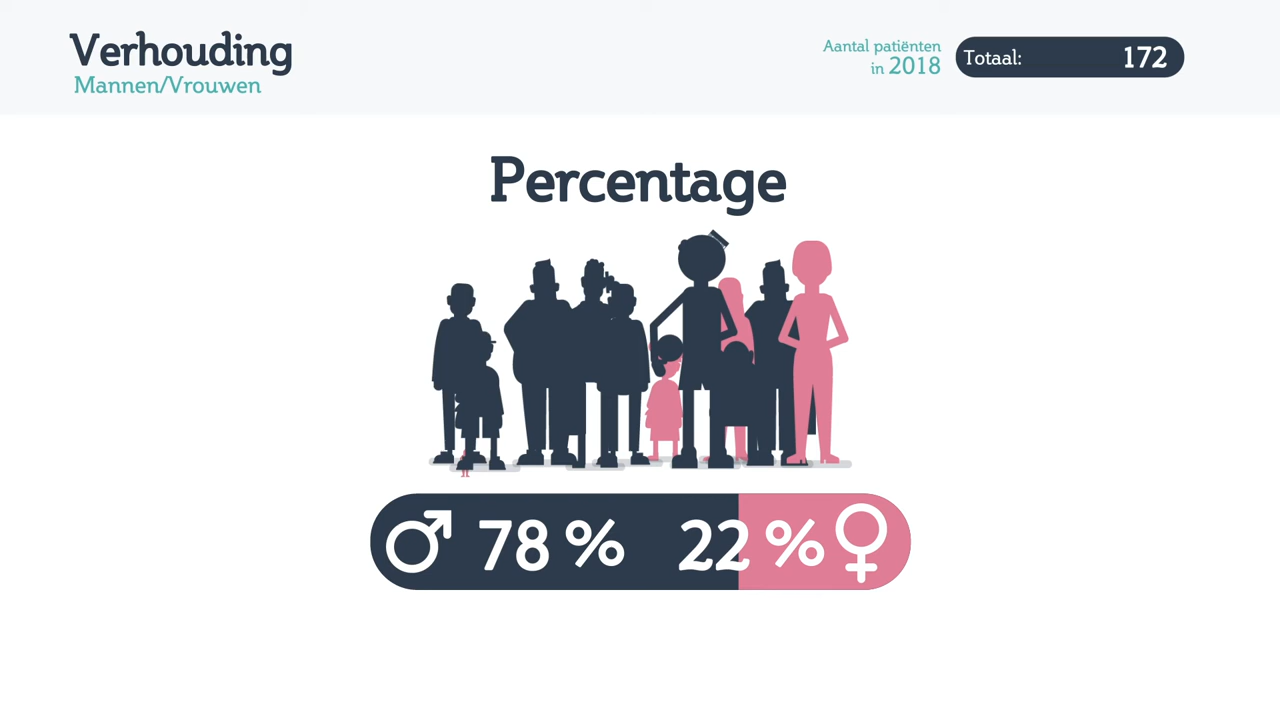 Verhouding
Mannen/Vrouwen
Aantal patiënten
in 2018
Totaal: 172
Percentage
78 % 22 %